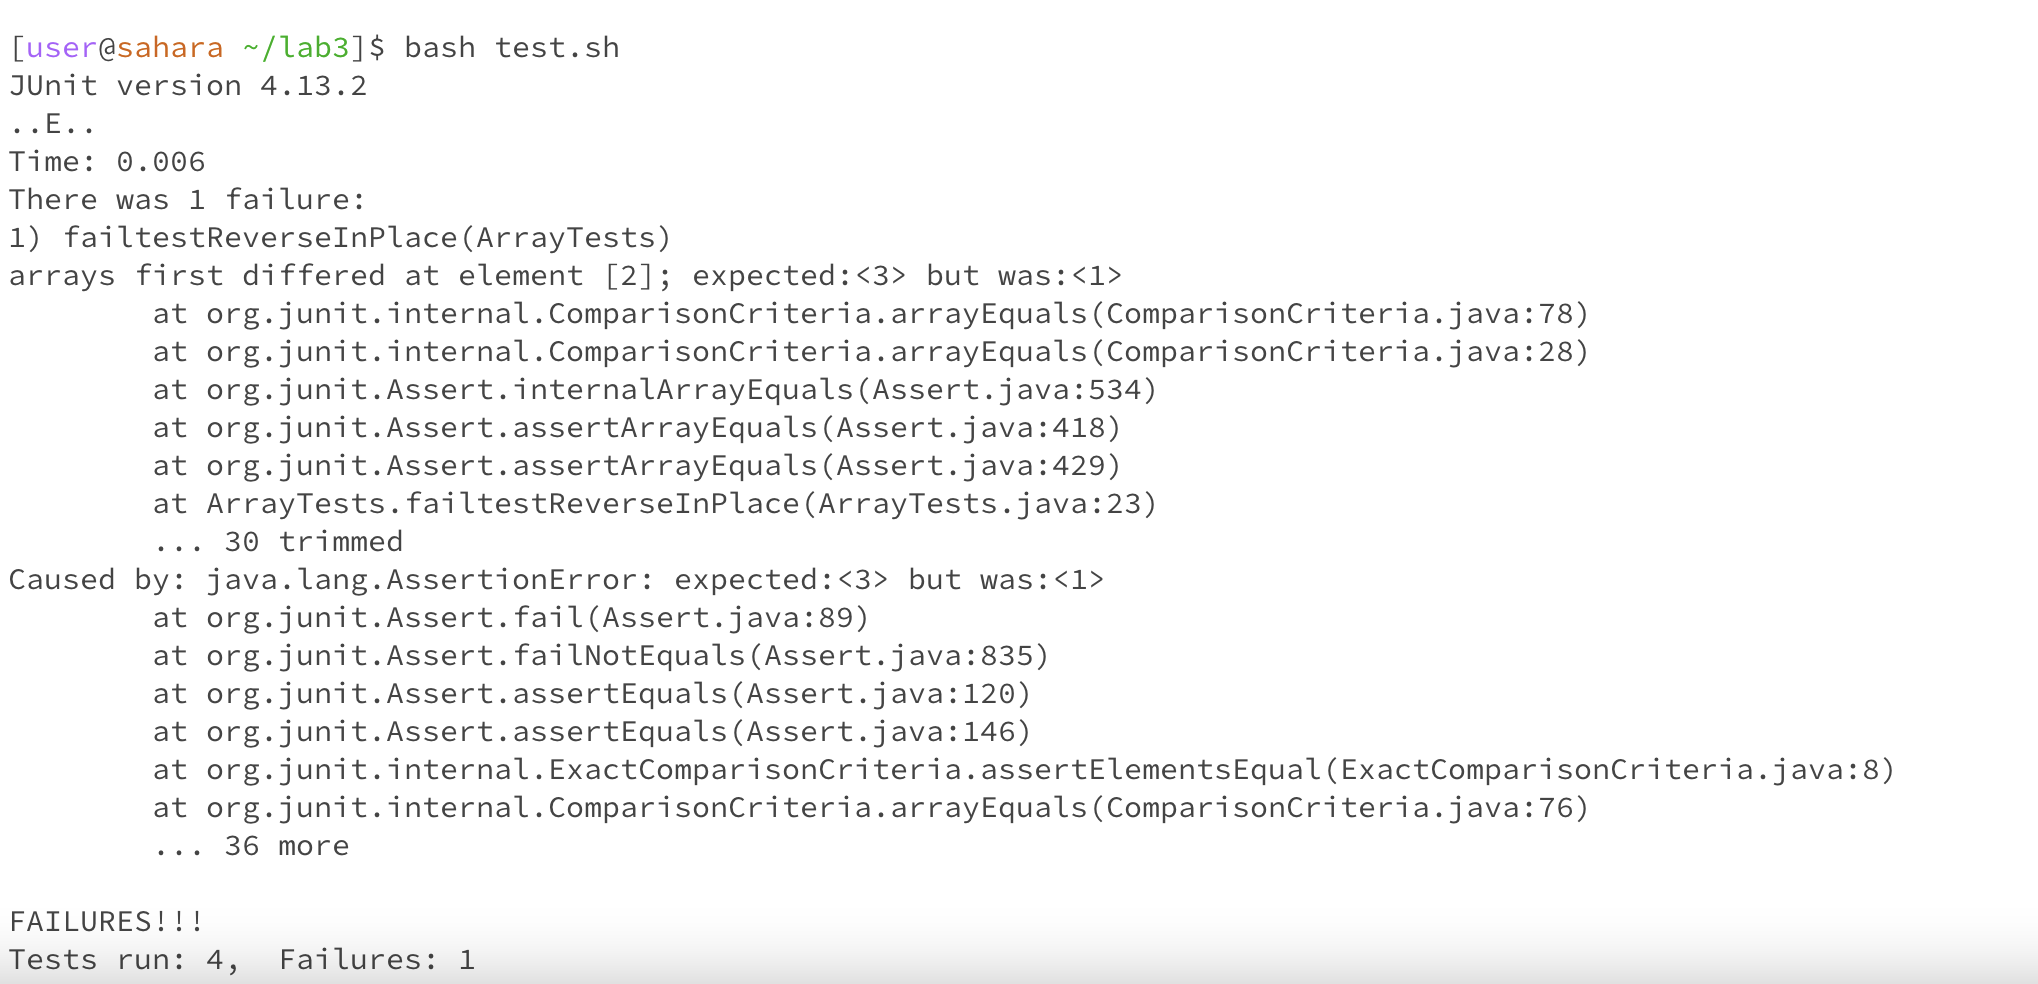 [user@sahara ~/lab3]$ bash test.sh
JUnit version 4.13.2
..E..
Time: 0.006
There was 1 failure:
1) failtestReverseInPlace(ArrayTests)
arrays first differed at element [2]; expected:<3> but was:<1>
        at org.junit.internal.ComparisonCriteria.arrayEquals(ComparisonCriteria.java:78)
        at org.junit.internal.ComparisonCriteria.arrayEquals(ComparisonCriteria.java:28)
        at org.junit.Assert.internalArrayEquals(Assert.java:534)
        at org.junit.Assert.assertArrayEquals(Assert.java:418)
        at org.junit.Assert.assertArrayEquals(Assert.java:429)
        at ArrayTests.failtestReverseInPlace(ArrayTests.java:23)
        ... 30 trimmed
Caused by: java.lang.AssertionError: expected:<3> but was:<1>
        at org.junit.Assert.fail(Assert.java:89)
        at org.junit.Assert.failNotEquals(Assert.java:835)
        at org.junit.Assert.assertEquals(Assert.java:120)
        at org.junit.Assert.assertEquals(Assert.java:146)
        at org.junit.internal.ExactComparisonCriteria.assertElementsEqual(ExactComparisonCriteria.java:8)
        at org.junit.internal.ComparisonCriteria.arrayEquals(ComparisonCriteria.java:76)
        ... 36 more

FAILURES!!!
Tests run: 4,  Failures: 1